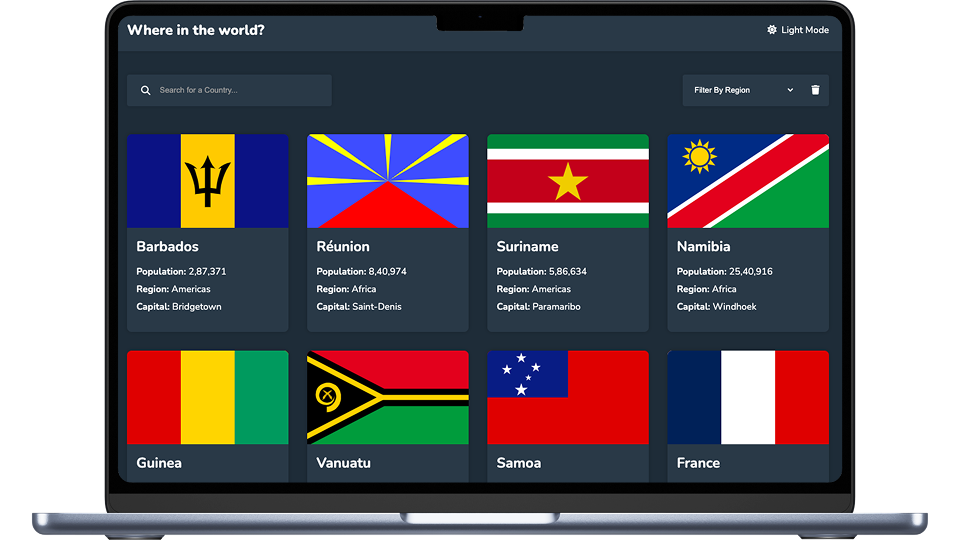 Where in the world?
Light Mode
Search for a Country...
Filter By Region
Barbados
Population: 2,87,371
Region: Americas
Capital: Bridgetown
Réunion
Population: 8,40,974
Region: Africa
Capital: Saint-Denis
Suriname
Population: 5,86,634
Region: Americas
Capital: Paramaribo
Namibia
Population: 25,40,916
Region: Africa
Capital: Windhoek
Guinea
Vanuatu
Samoa
France